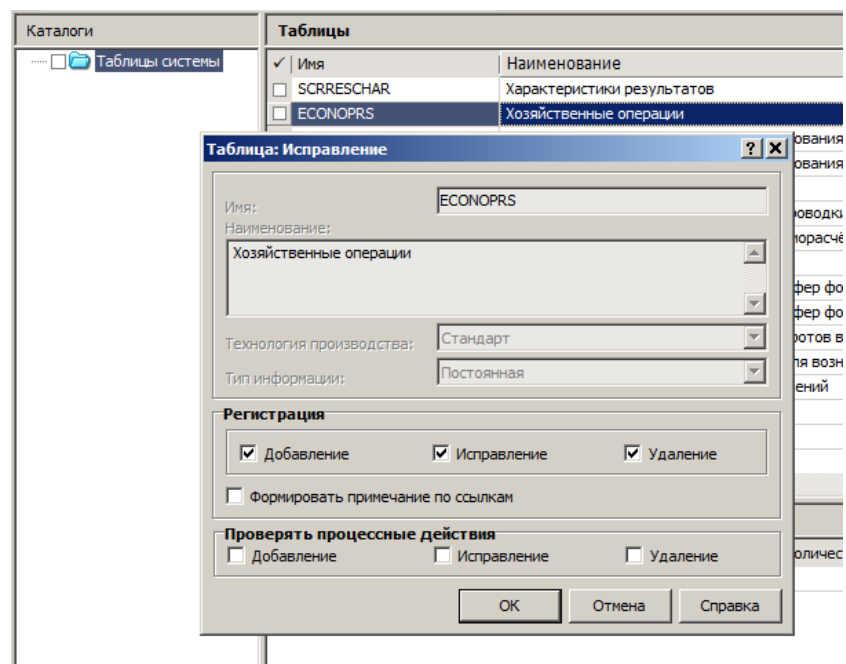 Каталоги
Таблицы
Таблицы системы
Имя Наименование
SCRRESCHAR Характеристики результатов
ECONOPRS Хозяйственные операции
Таблица: Исправление
Имя: ECONOPRS
Наименование:
Хозяйственные операции
Технология производства: Стандарт
Тип информации: Постоянная
Регистрация
Добавление Исправление Удаление
Формировать примечание по ссылкам
Проверять процессные действия
Добавление Исправление Удаление
OK Отмена Справка